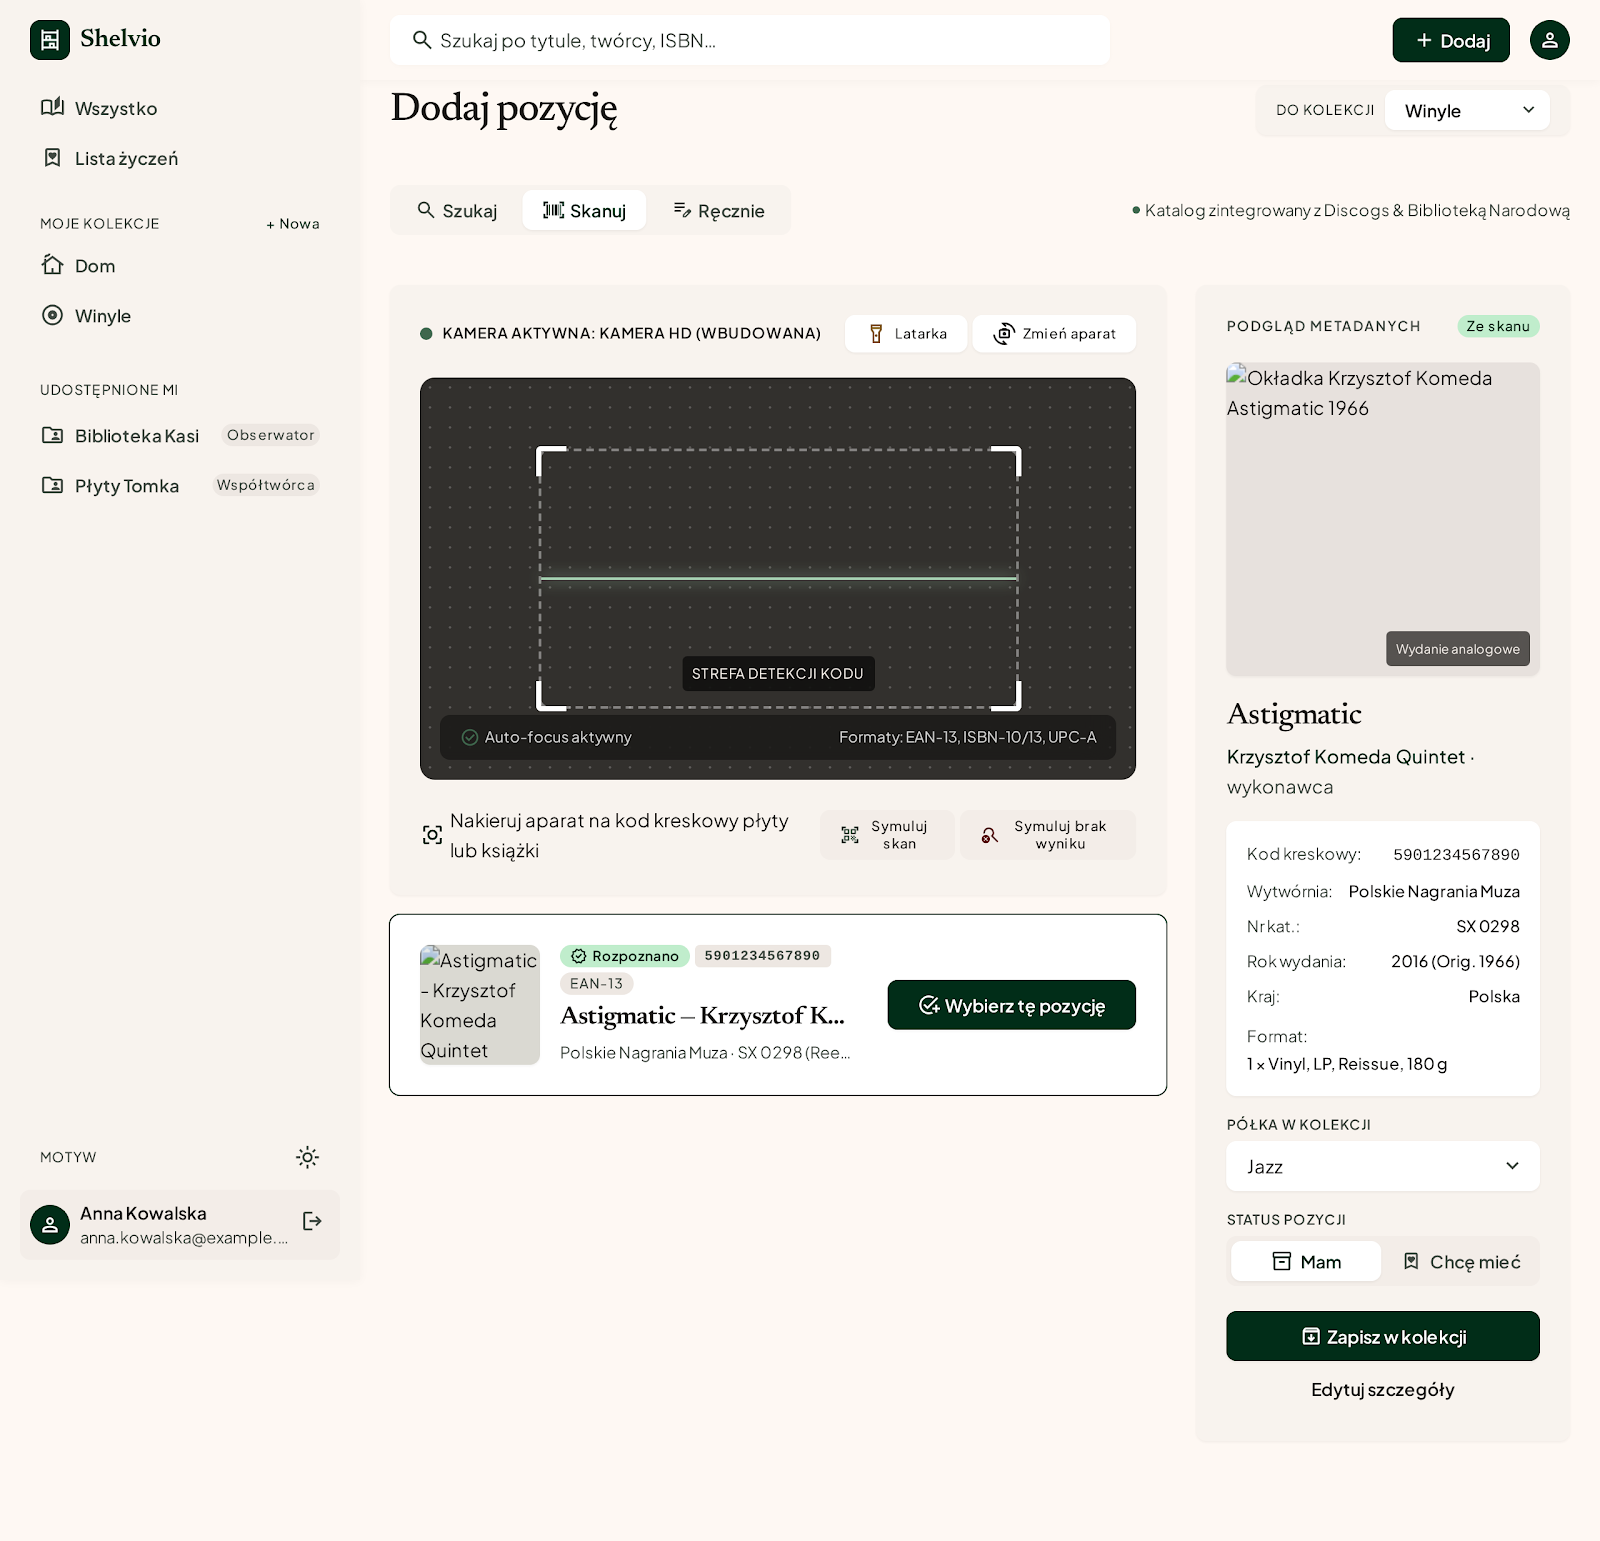 Shelvio
Szukaj po tytule, twórcy, ISBN...
+ Dodaj
Wszystko
Lista życzeń
MOJE KOLEKCJE
+ Nowa
Dom
Winyle
UDOSTĘPNIONE MI
Biblioteka Kasi
Obserwator
Płyty Tomka
Współtwórca
MOTYW
Anna Kowalska
anna.kowalska@example....
Dodaj pozycję
DO KOLEKCJI
Winyle
Szukaj
Skanuj
Ręcznie
Katalog zintegrowany z Discogs & Biblioteką Narodową
KAMERA AKTYWNA: KAMERA HD (WBUDOWANA)
Latarka
Zmień aparat
STREFA DETEKCJI KODU
Auto-focus aktywny
Formaty: EAN-13, ISBN-10/13, UPC-A
Nakieruj aparat na kod kreskowy płyty
lub książki
Symuluj
skan
Symuluj brak
wyniku
Astigmatic
- Krzysztof
Komeda
Quintet
Rozpoznano
5901234567890
EAN-13
Astigmatic — Krzysztof K...
Polskie Nagrania Muza · SX 0298 (Ree...
Wybierz tę pozycję
PODGLĄD METADANYCH
Ze skanu
Okładka Krzysztof Komeda
Astigmatic 1966
Wydanie analogowe
Astigmatic
Krzysztof Komeda Quintet ·
wykonawca
Kod kreskowy:
5901234567890
Wytwórnia:
Polskie Nagrania Muza
Nr kat.:
SX 0298
Rok wydania:
2016 (Orig. 1966)
Kraj:
Polska
Format:
1 × Vinyl, LP, Reissue, 180 g
PÓŁKA W KOLEKCJI
Jazz
STATUS POZYCJI
Mam
Chcę mieć
Zapisz w kolekcji
Edytuj szczegóły